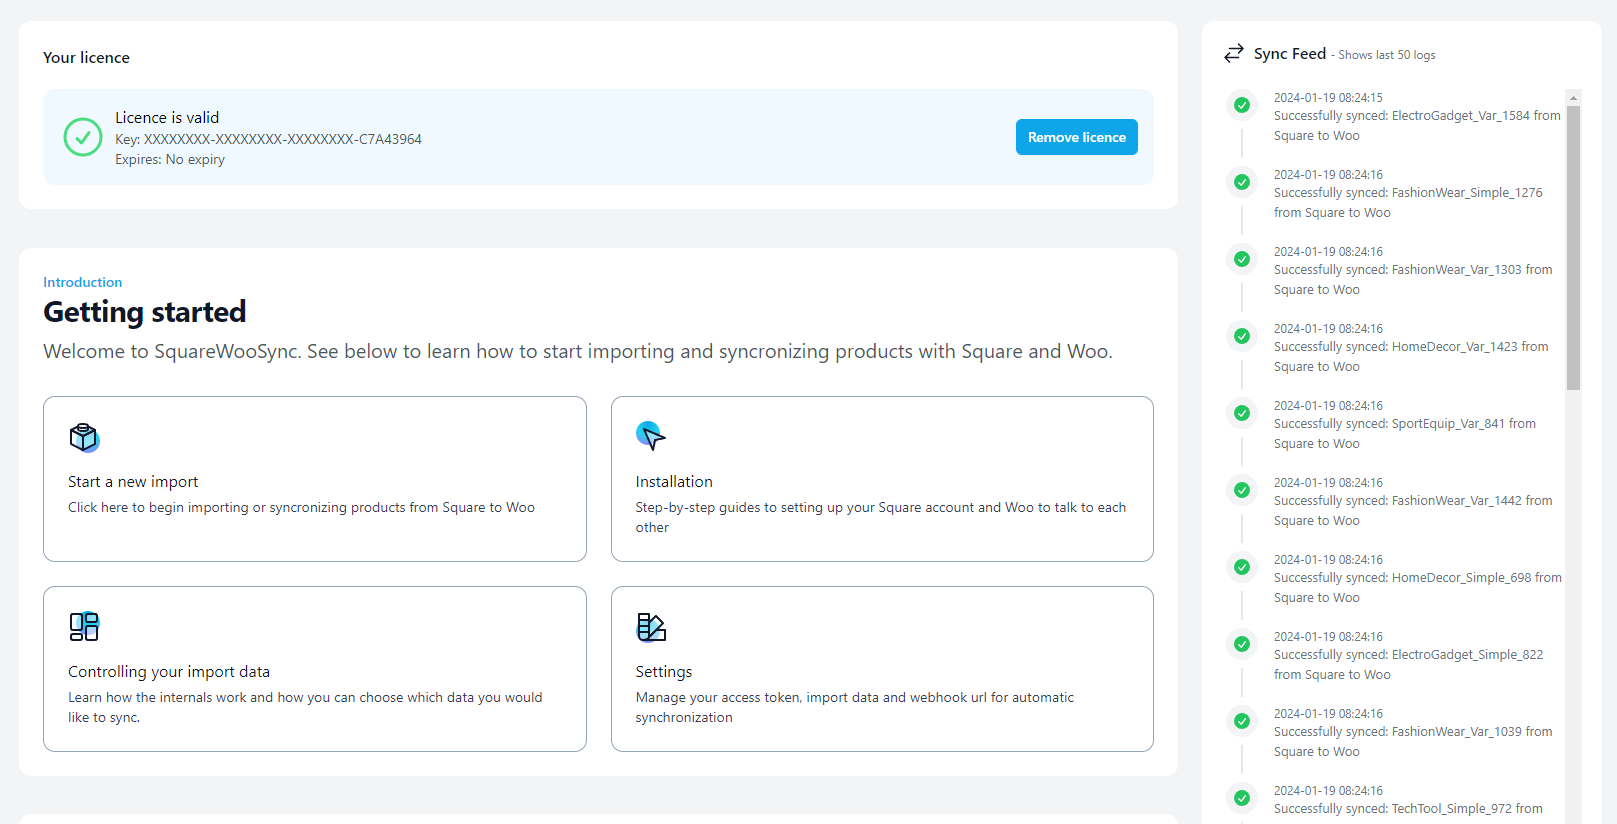 Your licence
Licence is valid
Key: XXXXXXXX-XXXXXXXX-XXXXXXXX-C7A43964
Expires: No expiry
Remove licence
Introduction
Getting started
Welcome to SquareWooSync. See below to learn how to start importing and syncronizing products with Square and Woo.
Start a new import
Click here to begin importing or syncronizing products from Square to Woo
Installation
Step-by-step guides to setting up your Square account and Woo to talk to each
other
Controlling your import data
Learn how the internals work and how you can choose which data you would
like to sync.
Settings
Manage your access token, import data and webhook url for automatic
synchronization
Sync Feed - Shows last 50 logs
2024-01-19 08:24:15
Successfully synced: ElectroGadget_Var_1584 from
Square to Woo
2024-01-19 08:24:16
Successfully synced: FashionWear_Simple_1276
from Square to Woo
2024-01-19 08:24:16
Successfully synced: FashionWear_Var_1303 from
Square to Woo
2024-01-19 08:24:16
Successfully synced: HomeDecor_Var_1423 from
Square to Woo
2024-01-19 08:24:16
Successfully synced: SportEquip_Var_841 from
Square to Woo
2024-01-19 08:24:16
Successfully synced: FashionWear_Var_1442 from
Square to Woo
2024-01-19 08:24:16
Successfully synced: HomeDecor_Simple_698 from
Square to Woo
2024-01-19 08:24:16
Successfully synced: ElectroGadget_Simple_822
from Square to Woo
2024-01-19 08:24:16
Successfully synced: FashionWear_Var_1039 from
Square to Woo
2024-01-19 08:24:16
Successfully synced: TechTool_Simple_972 from